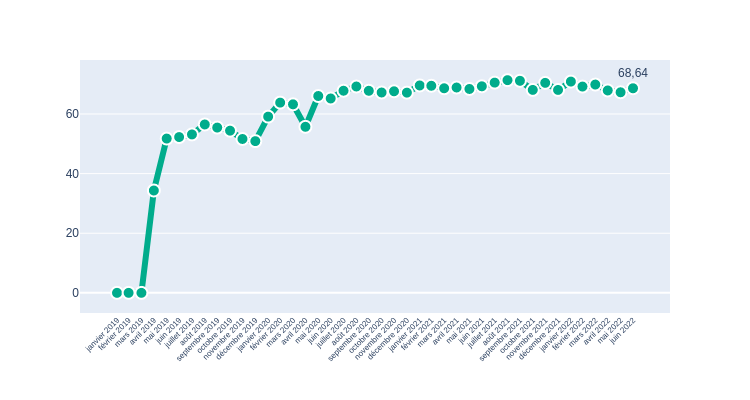 68,64
60
40
20
0
janvier 2019
février 2019
mars 2019
avril 2019
mai 2019
juin 2019
juillet 2019
août 2019
septembre 2019
octobre 2019
novembre 2019
décembre 2019
janvier 2020
février 2020
mars 2020
avril 2020
mai 2020
juin 2020
juillet 2020
août 2020
septembre 2020
octobre 2020
novembre 2020
décembre 2020
janvier 2021
février 2021
mars 2021
avril 2021
mai 2021
juin 2021
juillet 2021
août 2021
septembre 2021
octobre 2021
novembre 2021
décembre 2021
janvier 2022
février 2022
mars 2022
avril 2022
mai 2022
juin 2022